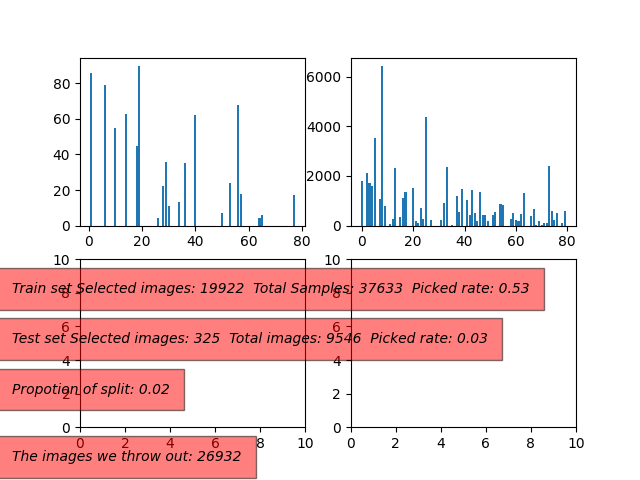 80
60
40
20
0
0 20 40 60 80
6000
4000
2000
0
0 20 40 60 80
10
8
6
4
2
0
0 2 4 6 8 10
10
8
6
4
2
0
0 2 4 6 8 10
Train set Selected images: 19922 Total Samples: 37633 Picked rate: 0.53
Test set Selected images: 325 Total images: 9546 Picked rate: 0.03
Propotion of split: 0.02
The images we throw out: 26932